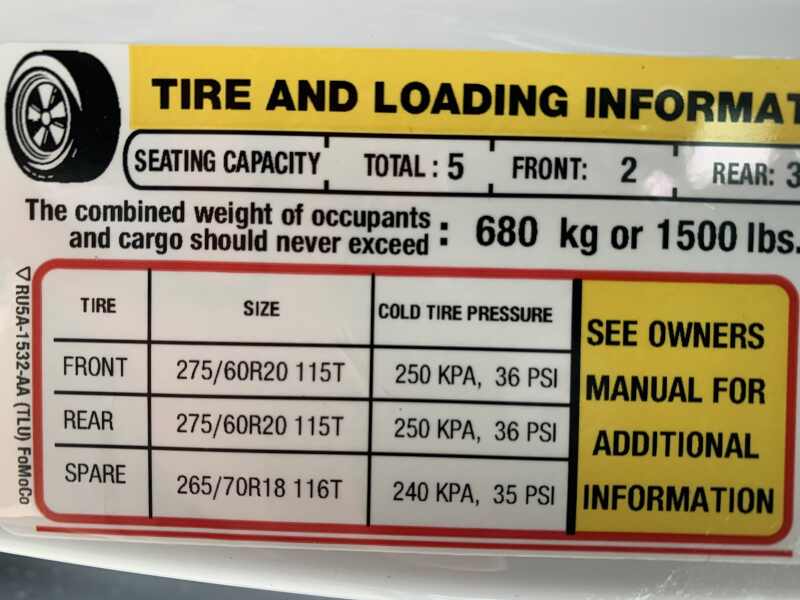 TIRE AND LOADING INFORMAT
SEATING CAPACITY TOTAL : 5 FRONT: 2 REAR: 3
The combined weight of occupants
and cargo should never exceed : 680 kg or 1500 lbs.
TIRE SIZE COLD TIRE PRESSURE
FRONT 275/60R20 115T 250 KPA, 36 PSI
REAR 275/60R20 115T 250 KPA, 36 PSI
SPARE 265/70R18 116T 240 KPA, 35 PSI
SEE OWNERS
MANUAL FOR
ADDITIONAL
INFORMATION
RU5A-1532-AA (TLU) FoMoCo